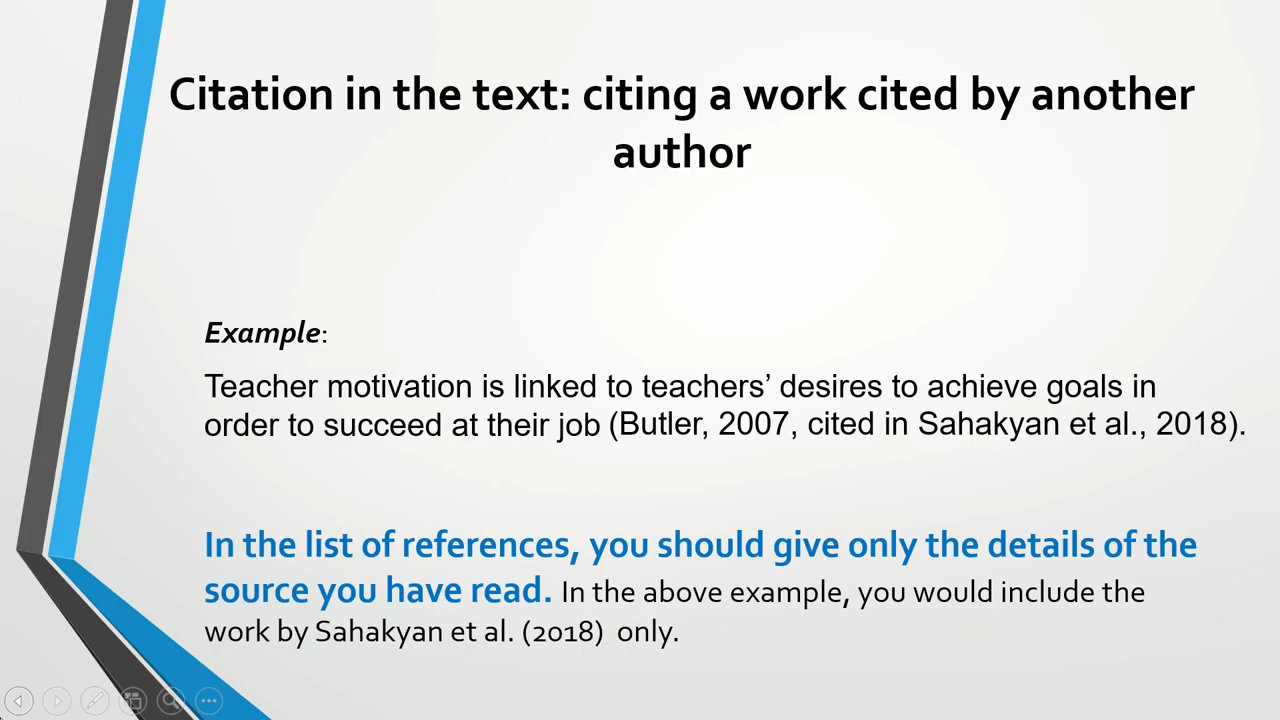 Citation in the text: citing a work cited by another
author
Example:
Teacher motivation is linked to teachers’ desires to achieve goals in
order to succeed at their job (Butler, 2007, cited in Sahakyan et al., 2018).
In the list of references, you should give only the details of the
source you have read. In the above example, you would include the
work by Sahakyan et al. (2018)  only.